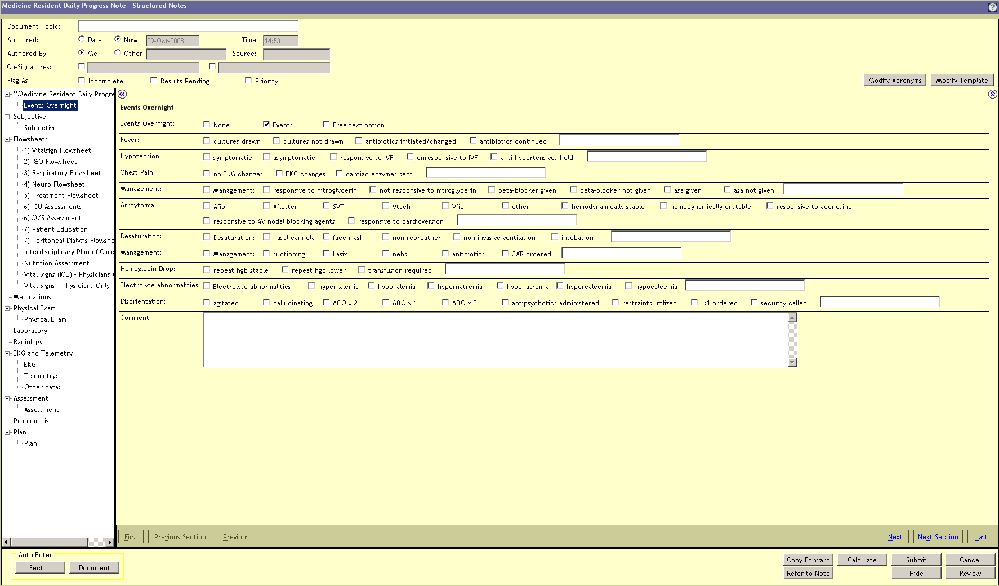 Medicine Resident Daily Progress Note - Structured Notes
Document Topic:
Authored: Date Now 09-Oct-2008 Time: 14:53
Authored By: Me Other Source:
Co-Signatures:
Flag As: Incomplete Results Pending Priority Modify Acronyms Modify Template
**Medicine Resident Daily Progre
Events Overnight
Subjective
Subjective
Flowsheets
1) Vitalsign Flowsheet
2) I&O Flowsheet
3) Respiratory Flowsheet
4) Neuro Flowsheet
5) Treatment Flowsheet
6) ICU Assessments
6) M/S Assessment
7) Patient Education
7) Peritoneal Dialysis Flowshe
Interdisciplinary Plan of Care
Nutrition Assessment
Vital Signs (ICU) - Physicians
Vital Signs - Physicians Only
Medications
Physical Exam
Physical Exam
Laboratory
Radiology
EKG and Telemetry
EKG:
Telemetry:
Other data:
Assessment
Assessment:
Problem List
Plan
Plan:
Events Overnight
Events Overnight: None Events Free text option
Fever: cultures drawn cultures not drawn antibiotics initiated/changed antibiotics continued
Hypotension: symptomatic asymptomatic responsive to IVF unresponsive to IVF anti-hypertensives held
Chest Pain: no EKG changes EKG changes cardiac enzymes sent
Management: Management: responsive to nitroglycerin not responsive to nitroglycerin beta-blocker given beta-blocker not given asa given asa not given
Arrhythmia: Afib Aflutter SVT Vtach Vfib other hemodynamically stable hemodynamically unstable responsive to adenosine
responsive to AV nodal blocking agents responsive to cardioversion
Desaturation: Desaturation: nasal cannula face mask non-rebreather non-invasive ventilation intubation
Management: Management: suctioning Lasix nebs antibiotics CXR ordered
Hemoglobin Drop: repeat hgb stable repeat hgb lower transfusion required
Electrolyte abnormalities: Electrolyte abnormalities: hyperkalemia hypokalemia hypernatremia hyponatremia hypercalcemia hypocalcemia
Disorientation: agitated hallucinating A&O x 2 A&O x 1 A&O x 0 antipsychotics administered restraints utilized 1:1 ordered security called
Comment:
First Previous Section Previous Next Next Section Last
Auto Enter
Section Document
Copy Forward Calculate Submit Cancel
Refer to Note Hide Review